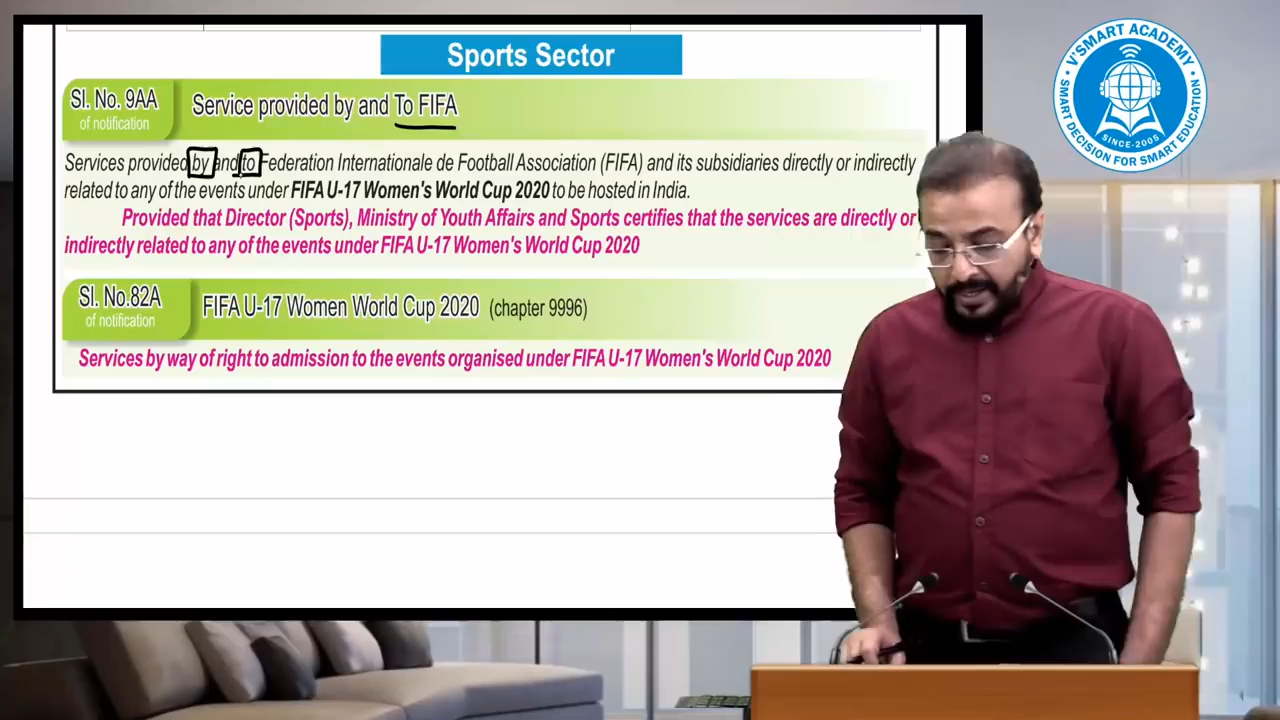 Sports Sector
Sl. No. 9AA
of notification
Service provided by and To FIFA
Services provided by and to Federation Internationale de Football Association (FIFA) and its subsidiaries directly or indirectly
related to any of the events under FIFA U-17 Women's World Cup 2020 to be hosted in India.
Provided that Director (Sports), Ministry of Youth Affairs and Sports certifies that the services are directly or
indirectly related to any of the events under FIFA U-17 Women's World Cup 2020
Sl. No.82A
of notification
FIFA U-17 Women World Cup 2020 (chapter 9996)
Services by way of right to admission to the events organised under FIFA U-17 Women's World Cup 2020
V'SMART ACADEMY
SMART DECISION FOR SMART EDUCATION
SINCE-2005